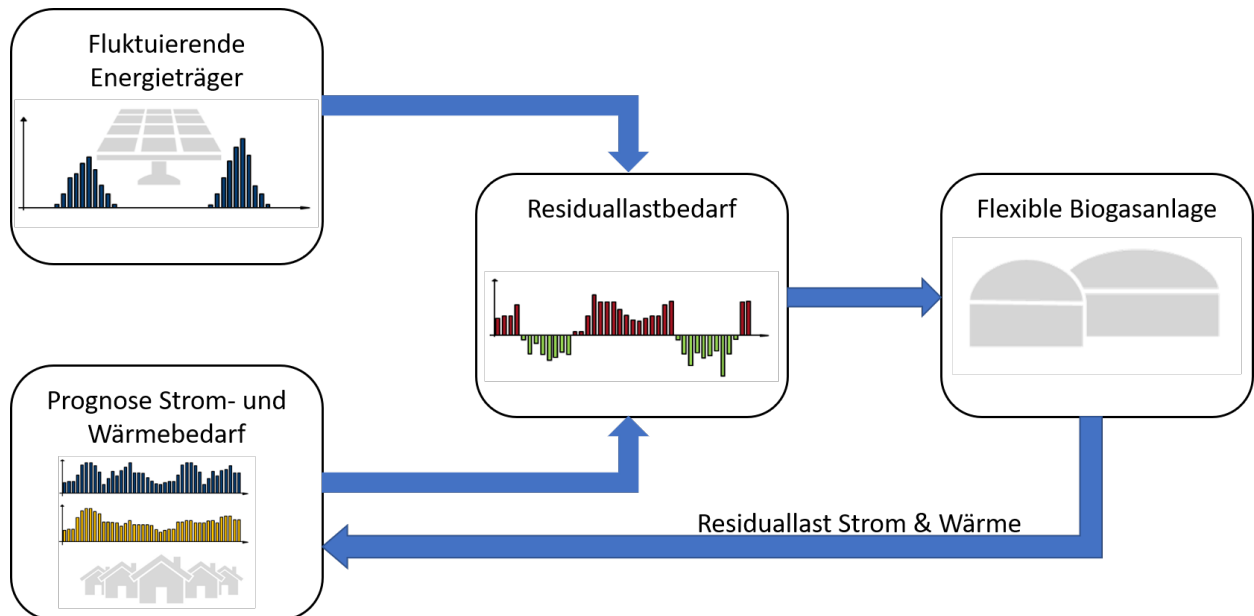 Fluktuierende
Energieträger
Residuallastbedarf
Flexible Biogasanlage
Prognose Strom- und
Wärmebedarf
Residuallast Strom & Wärme